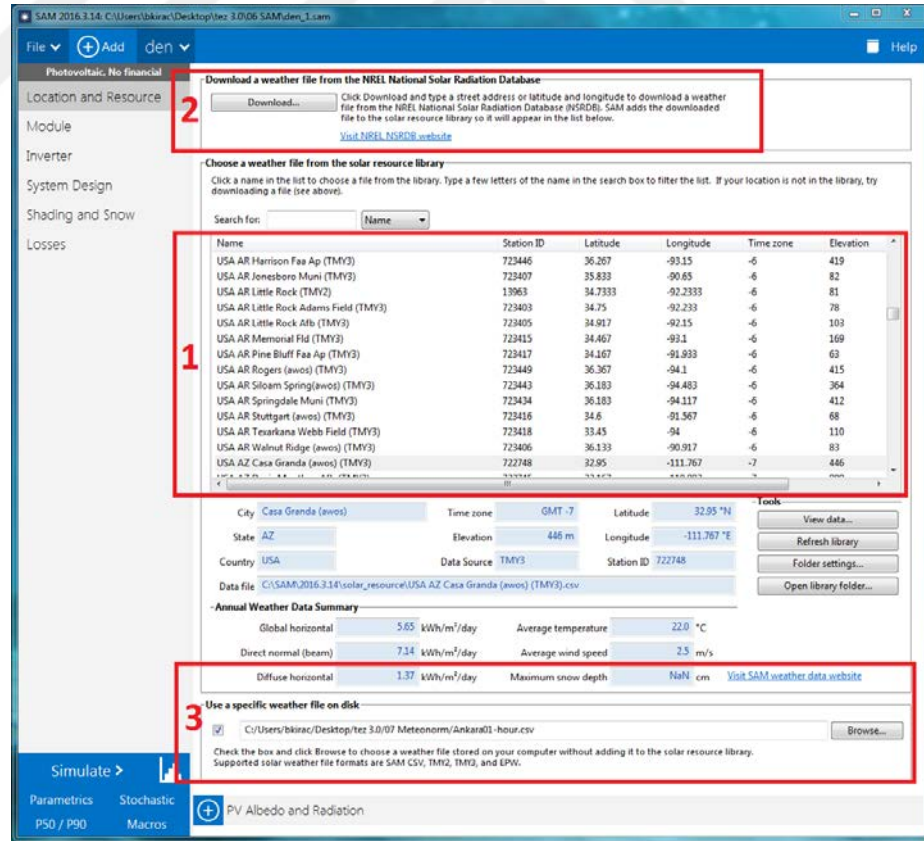 SAM 2016.3.14: C:\Users\bkirac\Desktop\tez 3.0\06 SAM\den_1.sam
File Add den Help
Photovoltaic, No financial
Location and Resource
Module
Inverter
System Design
Shading and Snow
Losses
2
Download a weather file from the NREL National Solar Radiation Database
Download... Click Download and type a street address or latitude and longitude to download a weather
file from the NREL National Solar Radiation Database (NSRDB). SAM adds the downloaded
file to the solar resource library so it will appear in the list below.
Visit NREL NSRDB website
Choose a weather file from the solar resource library
Click a name in the list to choose a file from the library. Type a few letters of the name in the search box to filter the list. If your location is not in the library, try
downloading a file (see above).
Search for: Name
1
Name Station ID Latitude Longitude Time zone Elevation
USA AR Harrison Faa Ap (TMY3) 723446 36.267 -93.15 -6 419
USA AR Jonesboro Muni (TMY3) 723407 35.833 -90.65 -6 82
USA AR Little Rock (TMY2) 13963 34.7333 -92.2333 -6 81
USA AR Little Rock Adams Field (TMY3) 723403 34.75 -92.233 -6 78
USA AR Little Rock Afb (TMY3) 723405 34.917 -92.15 -6 103
USA AR Memorial Fld (TMY3) 723415 34.467 -93.1 -6 169
USA AR Pine Bluff Faa Ap (TMY3) 723417 34.167 -91.933 -6 63
USA AR Rogers (awos) (TMY3) 723449 36.367 -94.1 -6 415
USA AR Siloam Spring(awos) (TMY3) 723443 36.183 -94.483 -6 364
USA AR Springdale Muni (TMY3) 723434 36.183 -94.117 -6 412
USA AR Stuttgart (awos) (TMY3) 723416 34.6 -91.567 -6 68
USA AR Texarkana Webb Field (TMY3) 723418 33.45 -94 -6 110
USA AR Walnut Ridge (awos) (TMY3) 723406 36.133 -90.917 -6 83
USA AZ Casa Granda (awos) (TMY3) 722748 32.95 -111.767 -7 446
City Casa Granda (awos) Time zone GMT -7 Latitude 32.95 °N
State AZ Elevation 446 m Longitude -111.767 °E
Country USA Data Source TMY3 Station ID 722748
Data file C:\SAM\2016.3.14\solar_resource\USA AZ Casa Granda (awos) (TMY3).csv
Tools
View data...
Refresh library
Folder settings...
Open library folder...
Annual Weather Data Summary
Global horizontal 5.65 kWh/m²/day Average temperature 22.0 °C
Direct normal (beam) 7.14 kWh/m²/day Average wind speed 2.5 m/s
Diffuse horizontal 1.37 kWh/m²/day Maximum snow depth NaN cm Visit SAM weather data website
3
Use a specific weather file on disk
C:/Users/bkirac/Desktop/tez 3.0/07 Meteonorm/Ankara01-hour.csv Browse...
Check the box and click Browse to choose a weather file stored on your computer without adding it to the solar resource library.
Supported solar weather file formats are SAM CSV, TMY2, TMY3, and EPW.
Simulate >
Parametrics Stochastic
P50 / P90 Macros
PV Albedo and Radiation